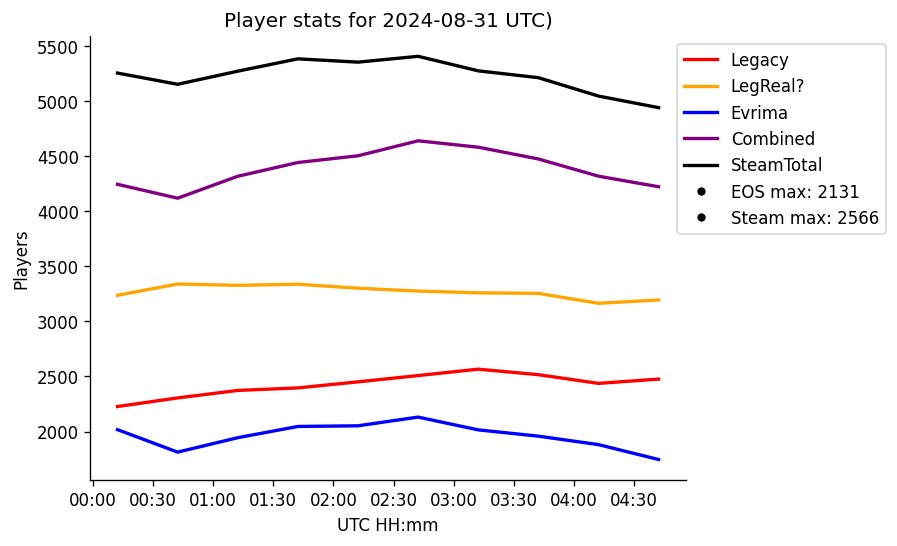 Player stats for 2024-08-31 UTC)
5500
5000
4500
4000
3500
3000
2500
2000
Players
00:00 00:30 01:00 01:30 02:00 02:30 03:00 03:30 04:00 04:30
UTC HH:mm
Legacy
LegReal?
Evrima
Combined
SteamTotal
EOS max: 2131
Steam max: 2566